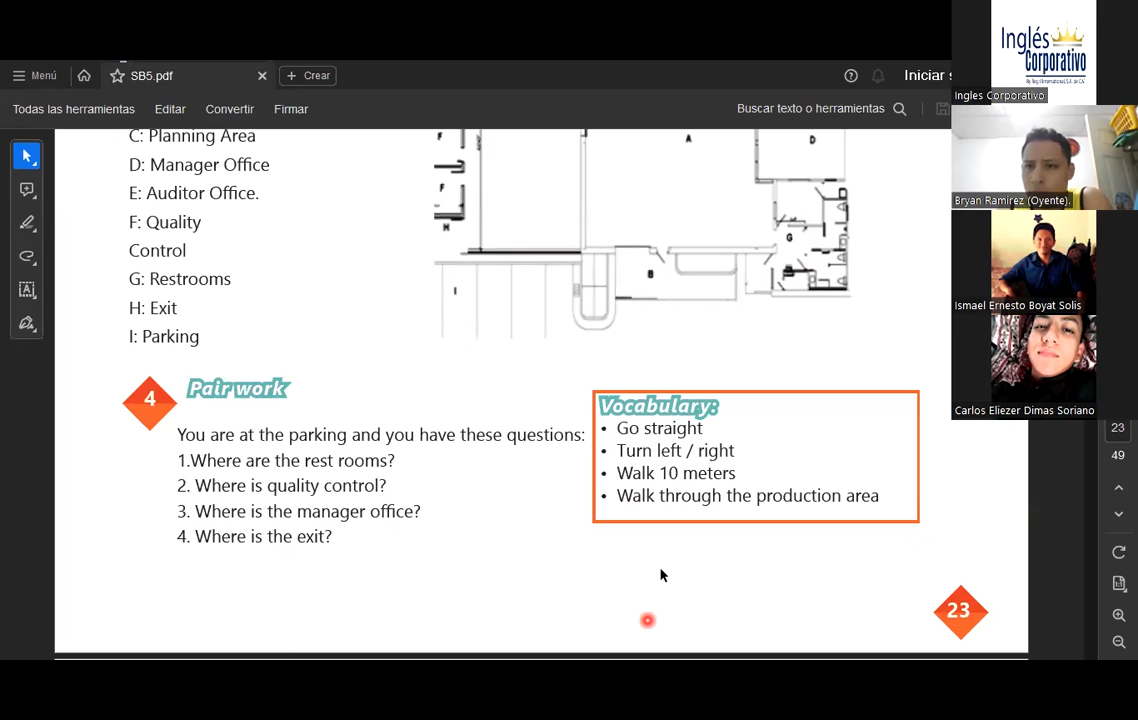 Menú
SB5.pdf
Crear
Iniciar s
Todas las herramientas
Editar
Convertir
Firmar
Buscar texto o herramientas
C: Planning Area
D: Manager Office
E: Auditor Office.
F: Quality
Control
G: Restrooms
H: Exit
I: Parking
F
F
H
A
D
G
B
I
4
Pair work
You are at the parking and you have these questions:
1.Where are the rest rooms?
2. Where is quality control?
3. Where is the manager office?
4. Where is the exit?
Vocabulary:
• Go straight
• Turn left / right
• Walk 10 meters
• Walk through the production area
23
23
49
Inglés
Corporativo
Ingles Corporativo
Bryan Ramirez (Oyente).
Ismael Ernesto Boyat Solis
Carlos Eliezer Dimas Soriano